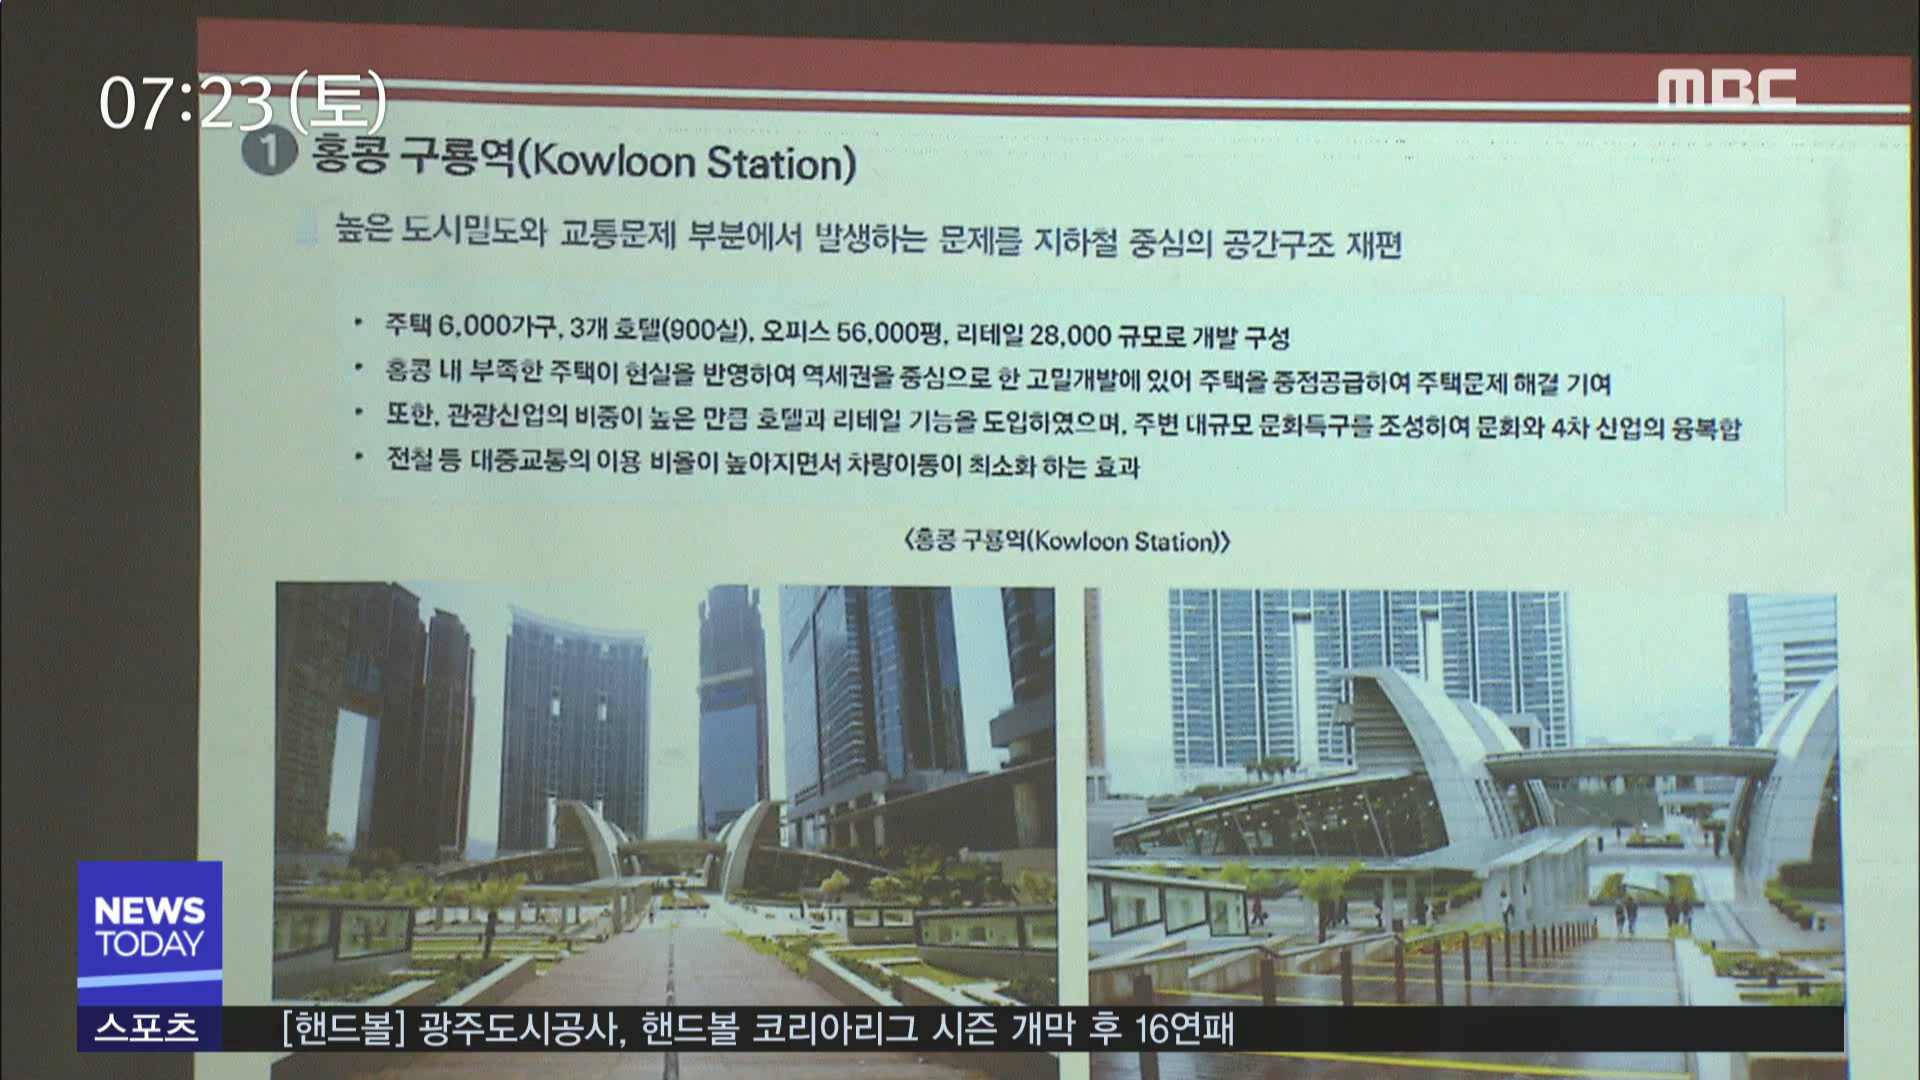 07:23 (토)
MBC
1 홍콩 구룡역(Kowloon Station)
높은 도시밀도와 교통문제 부분에서 발생하는 문제를 지하철 중심의 공간구조 재편
• 주택 6,000가구, 3개 호텔(900실), 오피스 56,000평, 리테일 28,000 규모로 개발 구성
• 홍콩 내 부족한 주택이 현실을 반영하여 역세권을 중심으로 한 고밀개발에 있어 주택을 중점공급하여 주택문제 해결 기여
• 또한, 관광산업의 비중이 높은 만큼 호텔과 리테일 기능을 도입하였으며, 주변 대규모 문화특구를 조성하여 문화와 4차 산업의 융복합
• 전철 등 대중교통의 이용 비율이 높아지면서 차량이동이 최소화 하는 효과
<홍콩 구룡역(Kowloon Station)>
NEWS
TODAY
스포츠 [핸드볼] 광주도시공사, 핸드볼 코리아리그 시즌 개막 후 16연패